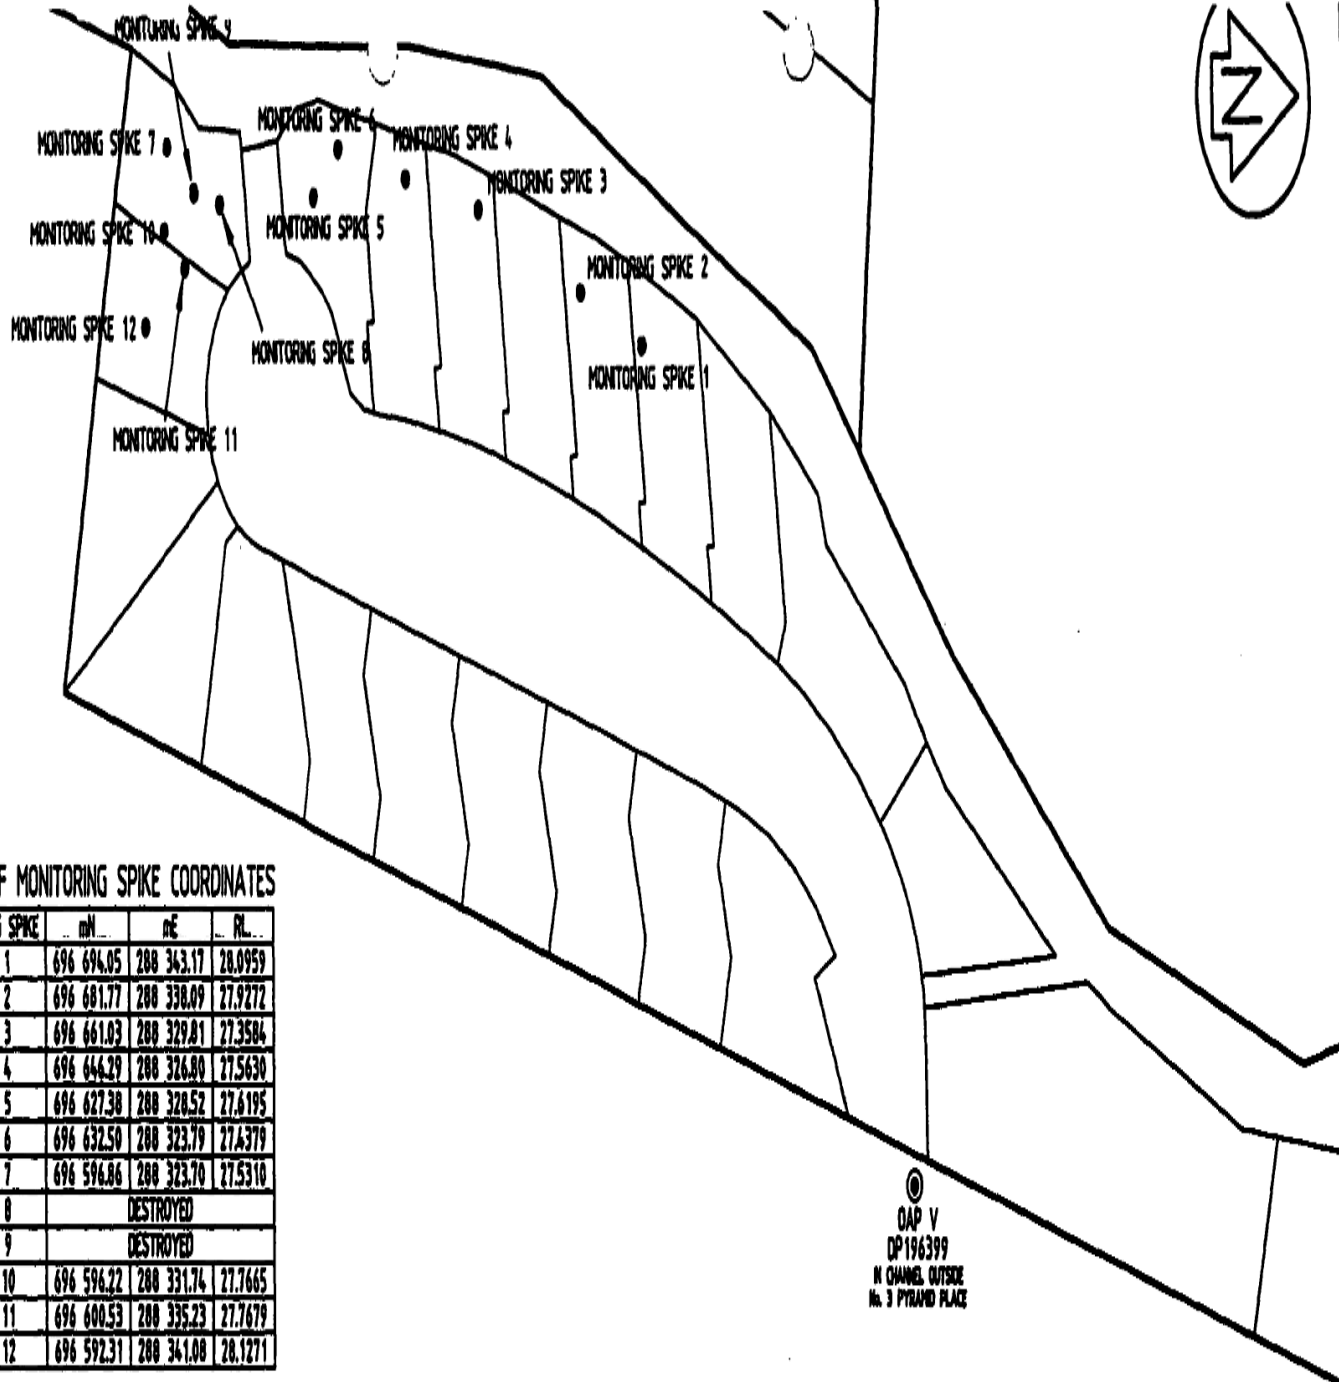 MONITORING SPIKE 9
N
MONITORING SPIKE 7
MONITORING SPIKE 6
MONITORING SPIKE 4
MONITORING SPIKE 3
MONITORING SPIKE 10
MONITORING SPIKE 5
MONITORING SPIKE 2
MONITORING SPIKE 12
MONITORING SPIKE 8
MONITORING SPIKE 1
MONITORING SPIKE 11
F MONITORING SPIKE COORDINATES
G SPIKE mN mE RL
1 696 694.05 288 343.17 28.0959
2 696 681.77 288 338.09 27.9272
3 696 661.03 288 329.81 27.3584
4 696 646.29 288 326.80 27.5630
5 696 627.38 288 328.52 27.6195
6 696 632.50 288 323.79 27.4379
7 696 596.86 288 323.70 27.5310
8 DESTROYED
9 DESTROYED
10 696 596.22 288 331.74 27.7665
11 696 600.53 288 335.23 27.7679
12 696 592.31 288 341.08 28.1271
OAP V
DP196399
IN CHANNEL OUTSIDE
No. 3 PYRAMID PLACE